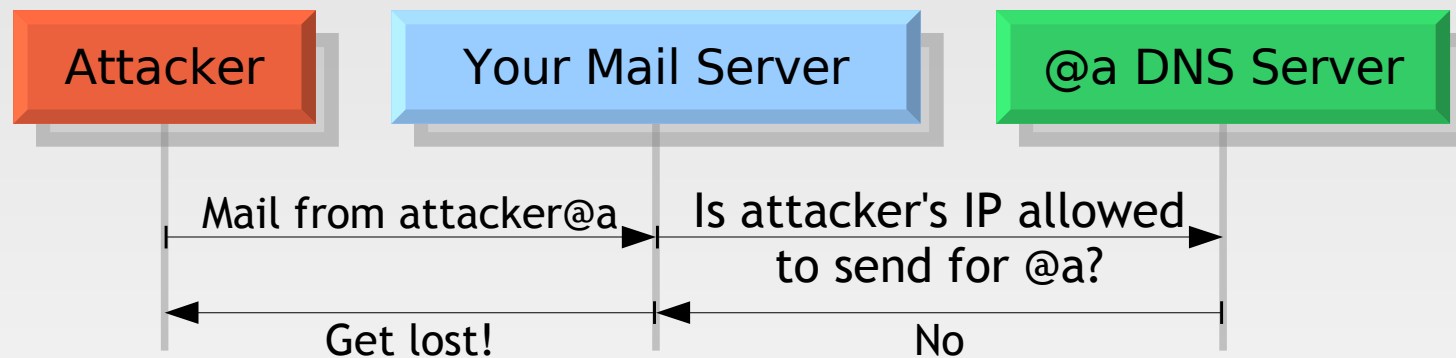 Attacker
Your Mail Server
@a DNS Server
Mail from attacker@a
Is attacker's IP allowed
to send for @a?
Get lost!
No